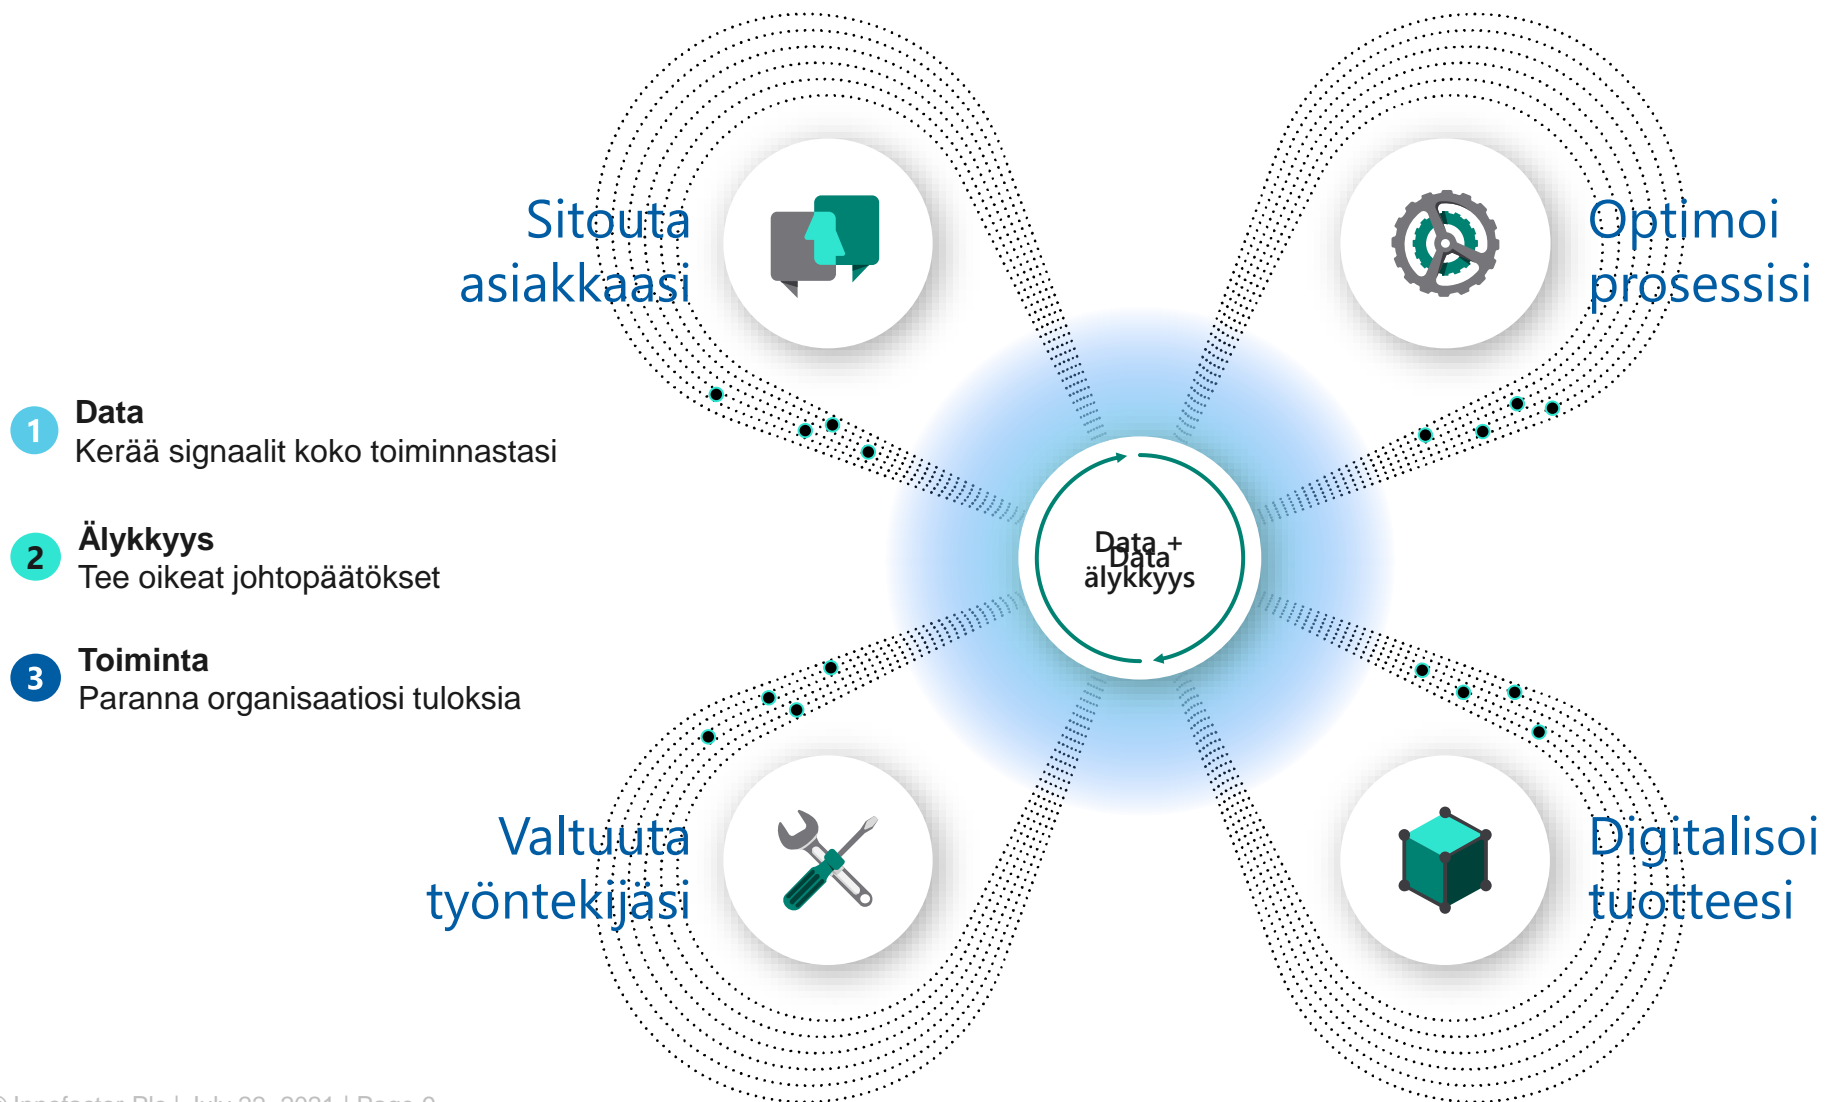 Sitouta
asiakkaasi
Optimoi
prosessisi
1
Data
Kerää signaalit koko toiminnastasi
2
Älykkyys
Tee oikeat johtopäätökset
3
Toiminta
Paranna organisaatiosi tuloksia
Data +
Data
älykkyys
Valtuuta
työntekijäsi
Digitalisoi
tuotteesi